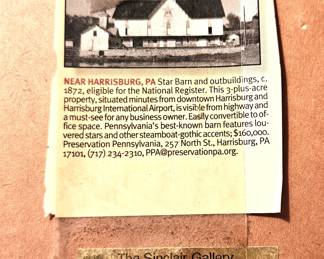 NEAR HARRISBURG, PA Star Barn and outbuildings, c.
1872, eligible for the National Register. This 3-plus-acre
property, situated minutes from downtown Harrisburg and
Harrisburg International Airport, is visible from highway and
a must-see for any business owner. Easily convertible to of-
fice space. Pennsylvania's best-known barn features lou-
vered stars and other steamboat-gothic accents; $160,000.
Preservation Pennsylvania, 257 North St., Harrisburg, PA
17101, (717) 234-2310, PPA@preservationpa.org.
The Sinclair Gallery